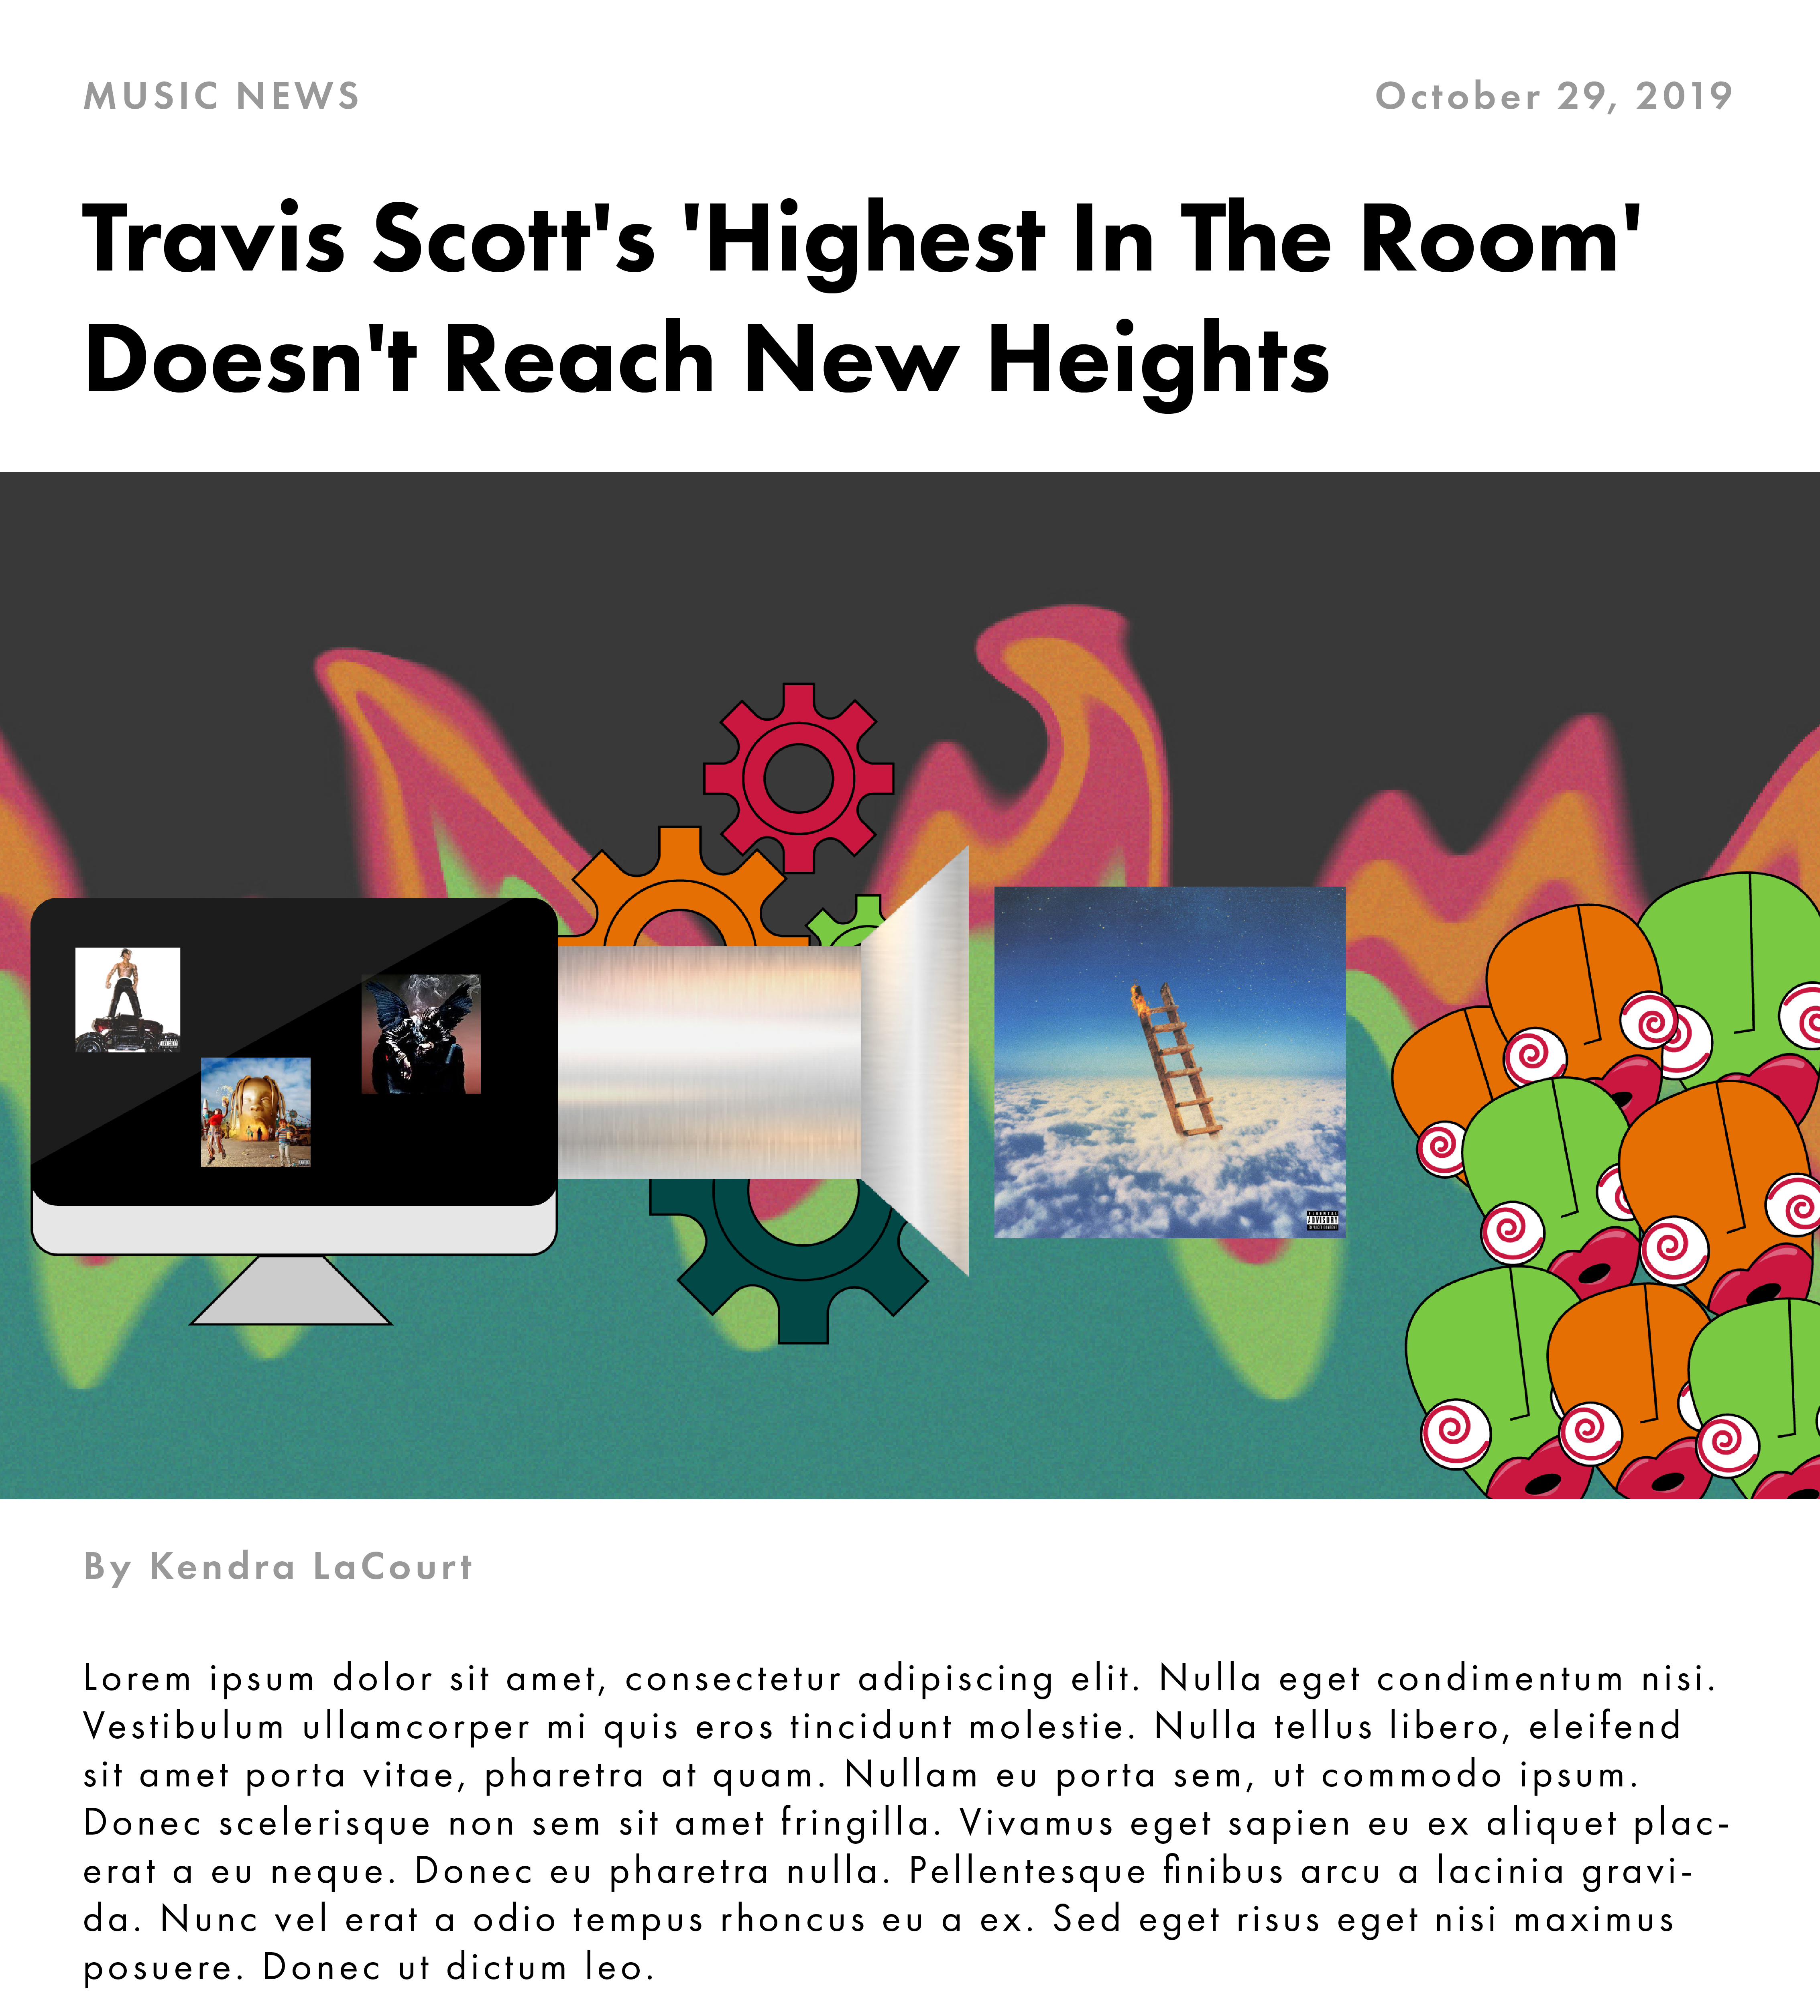 MUSIC NEWS
October 29, 2019
Travis Scott's 'Highest In The Room'
Doesn't Reach New Heights
ADVISORY
By Kendra LaCourt
Lorem ipsum dolor sit amet, consectetur adipiscing elit. Nulla eget condimentum nisi.
Vestibulum ullamcorper mi quis eros tincidunt molestie. Nulla tellus libero, eleifend
sit amet porta vitae, pharetra at quam. Nullam eu porta sem, ut commodo ipsum.
Donec scelerisque non sem sit amet fringilla. Vivamus eget sapien eu ex aliquet plac-
erat a eu neque. Donec eu pharetra nulla. Pellentesque finibus arcu a lacinia gravi-
da. Nunc vel erat a odio tempus rhoncus eu a ex. Sed eget risus eget nisi maximus
posuere. Donec ut dictum leo.